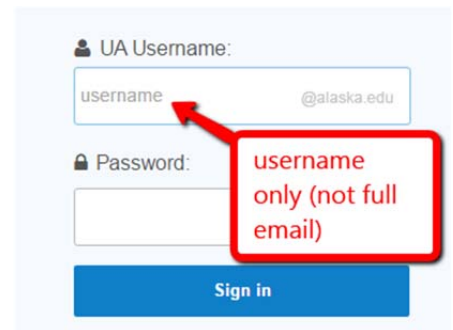 UA Username:
username @alaska.edu
Password:
username
only (not full
email)
Sign in